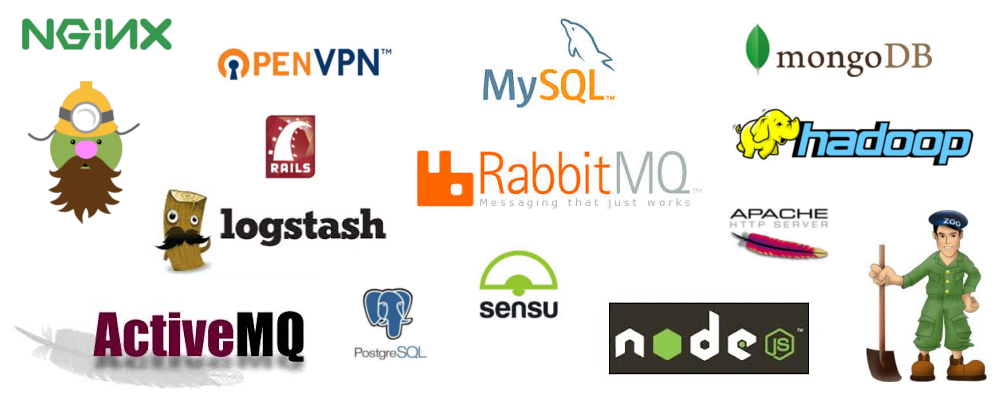 NGiNX
OPENVPN™
MySQL™
mongoDB
RAILS
hadoop
RabbitMQ™
Messaging that just works
logstash
APACHE
HTTP SERVER
ZOO
sensu
ActiveMQ
PostgreSQL
node JS™